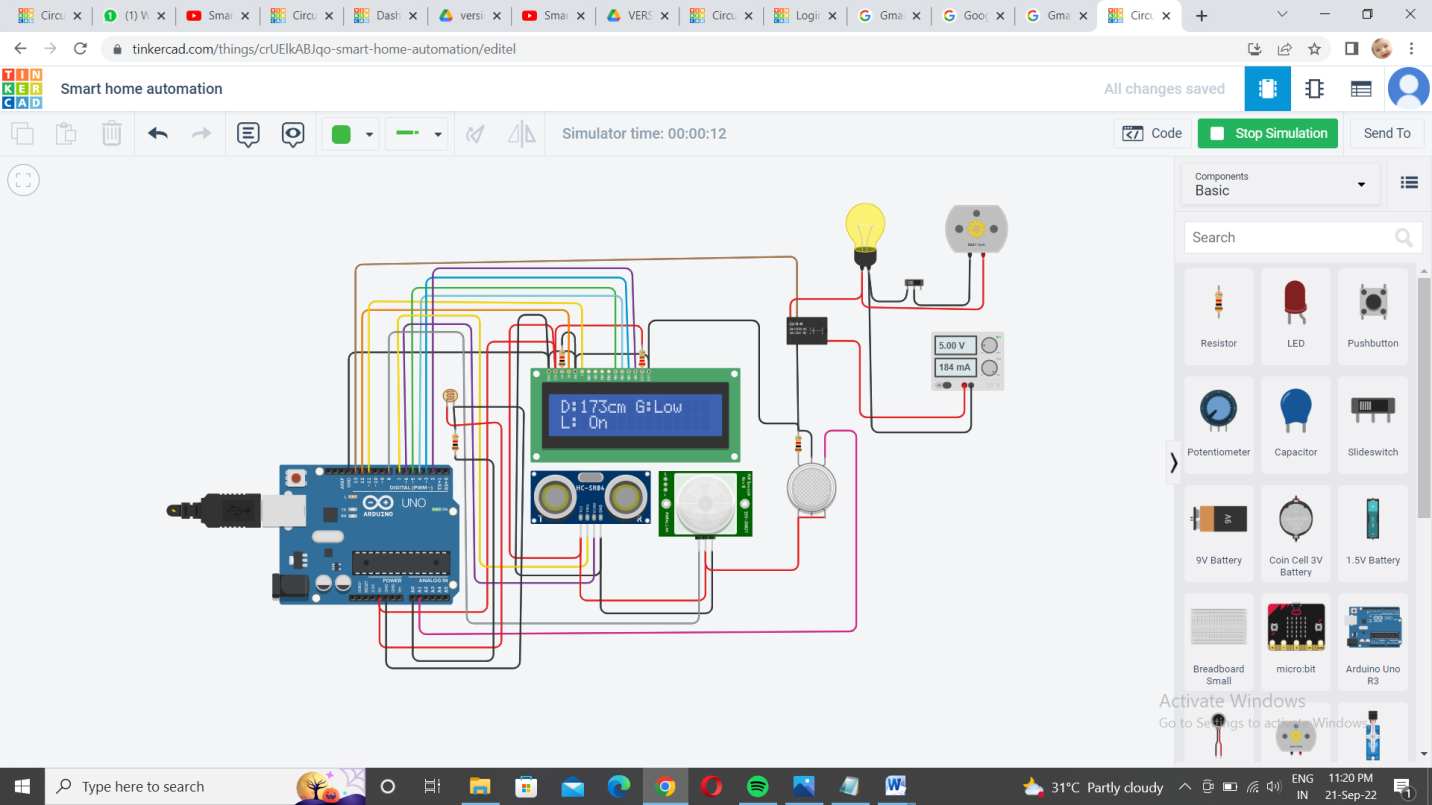 Circu
(1) W
Smar
Circu
Dash
versi
Smar
VERS
Circu
Login
Gmai
Goog
Gma
Circu
tinkercad.com/things/crUElkABJqo-smart-home-automation/editel
TIN
KER
CAD
Smart home automation
All changes saved
Simulator time: 00:00:12
Code
Stop Simulation
Send To
Components
Basic
Search
Resistor
LED
Pushbutton
Potentiometer
Capacitor
Slideswitch
9V
9V Battery
Coin Cell 3V
Battery
1.5V Battery
Breadboard
Small
micro:bit
Arduino Uno
R3
5.00 V
184 mA
D:173cm G:Low
L: On
HC-SR04
DIGITAL (PWM~)
UNO
ARDUINO
POWER
ANALOG IN
Activate Windows
Go to Settings to activate Windows.
Type here to search
31°C Partly cloudy
ENG
IN
11:20 PM
21-Sep-22
1